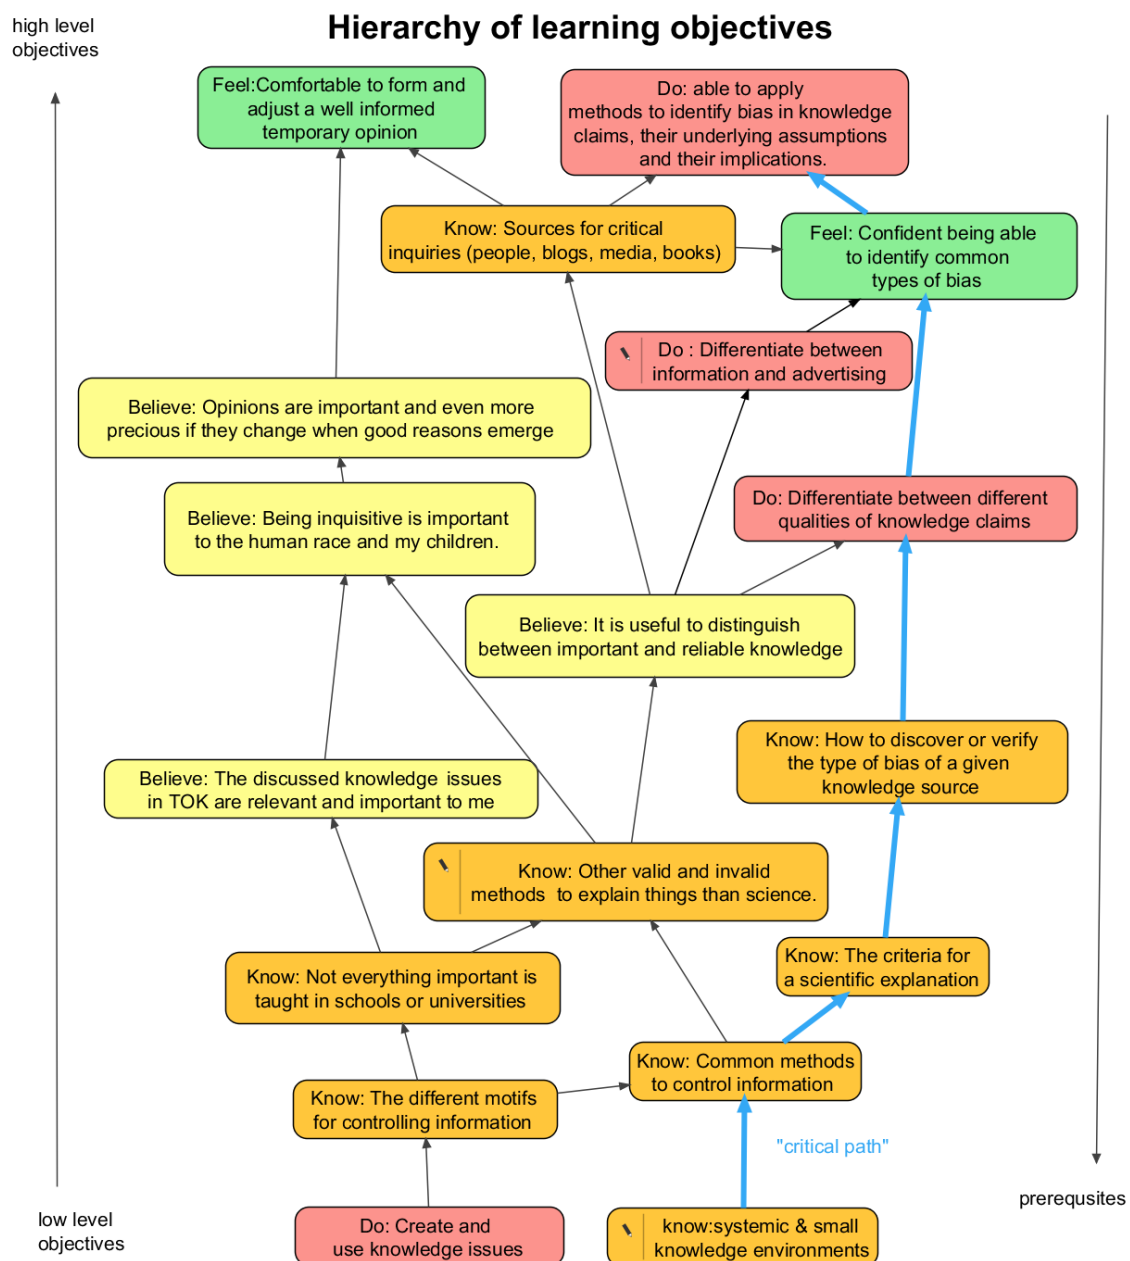 high level
objectives
Hierarchy of learning objectives
Feel:Comfortable to form and
adjust a well informed
temporary opinion
Do: able to apply
methods to identify bias in knowledge
claims, their underlying assumptions
and their implications.
Know: Sources for critical
inquiries (people, blogs, media, books)
Feel: Confident being able
to identify common
types of bias
Do : Differentiate between
information and advertising
Believe: Opinions are important and even more
precious if they change when good reasons emerge
Believe: Being inquisitive is important
to the human race and my children.
Do: Differentiate between different
qualities of knowledge claims
Believe: It is useful to distinguish
between important and reliable knowledge
Know: How to discover or verify
the type of bias of a given
knowledge source
Believe: The discussed knowledge issues
in TOK are relevant and important to me
Know: Other valid and invalid
methods to explain things than science.
Know: The criteria for
a scientific explanation
Know: Not everything important is
taught in schools or universities
Know: Common methods
to control information
Know: The different motifs
for controlling information
"critical path"
prerequsites
low level
objectives
Do: Create and
use knowledge issues
know:systemic & small
knowledge environments